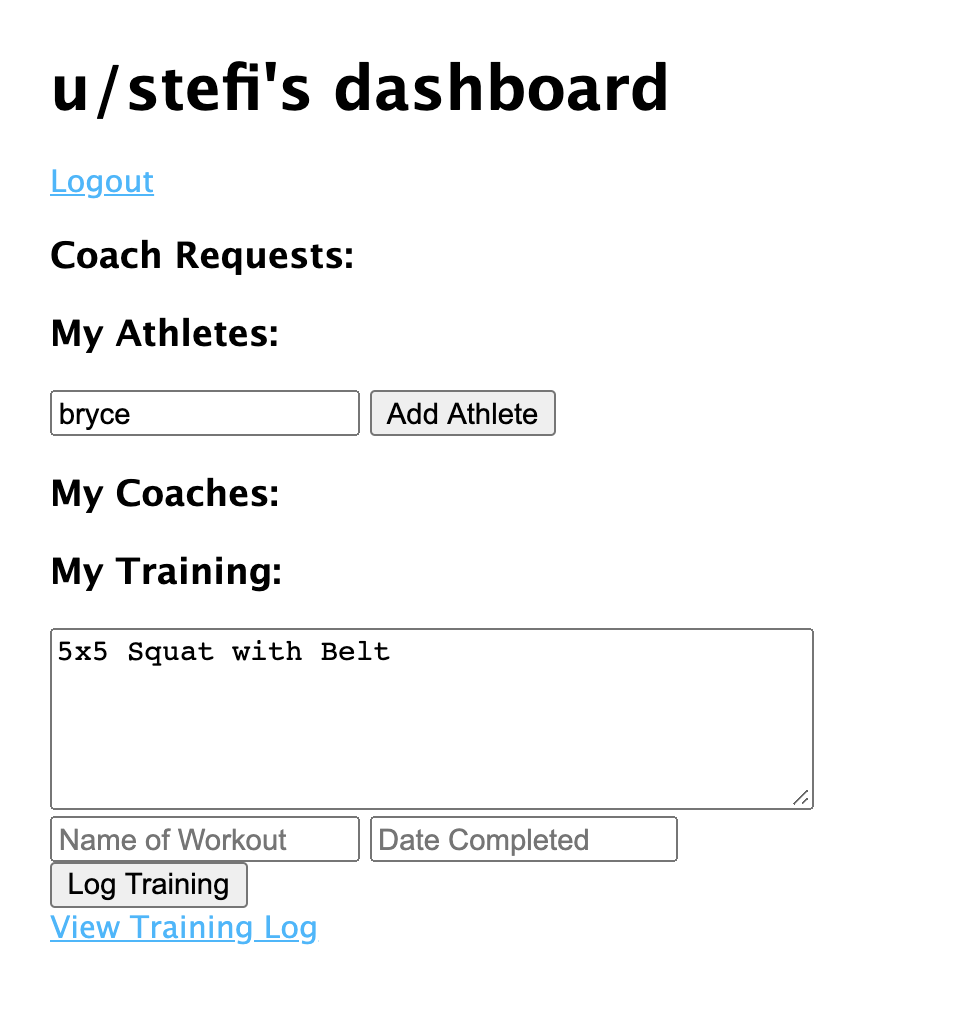 u/stefi's dashboard
Logout
Coach Requests:
My Athletes:
bryce Add Athlete
My Coaches:
My Training:
5x5 Squat with Belt
Name of Workout Date Completed
Log Training
View Training Log